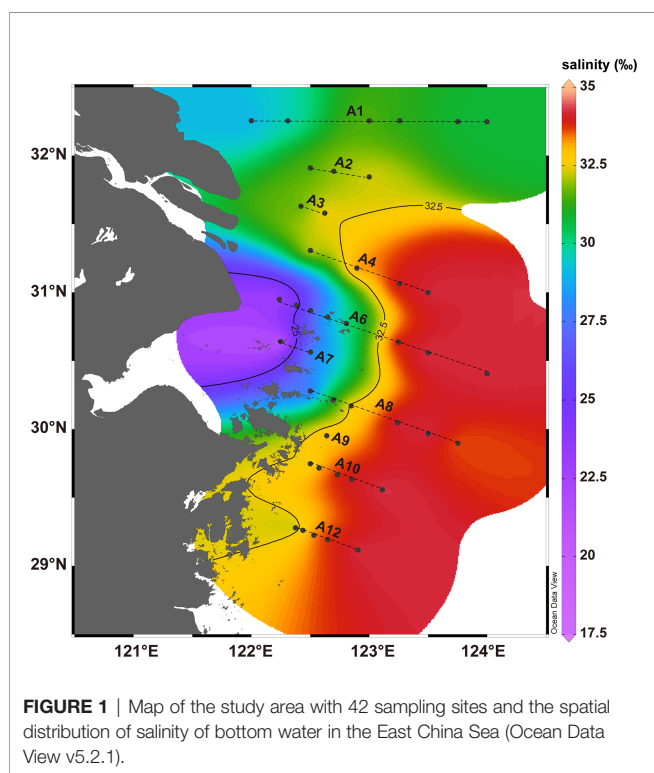 salinity (‰)
35
A1
32°N
A2
32.5
A3
32.5
A4
30
31°N
A6
25
32.5
27.5
A7
A8
25
30°N
A9
A10
22.5
A12
20
29°N
Ocean Data View
17.5
121°E 122°E 123°E 124°E
FIGURE 1 | Map of the study area with 42 sampling sites and the spatial
distribution of salinity of bottom water in the East China Sea (Ocean Data
View v5.2.1).